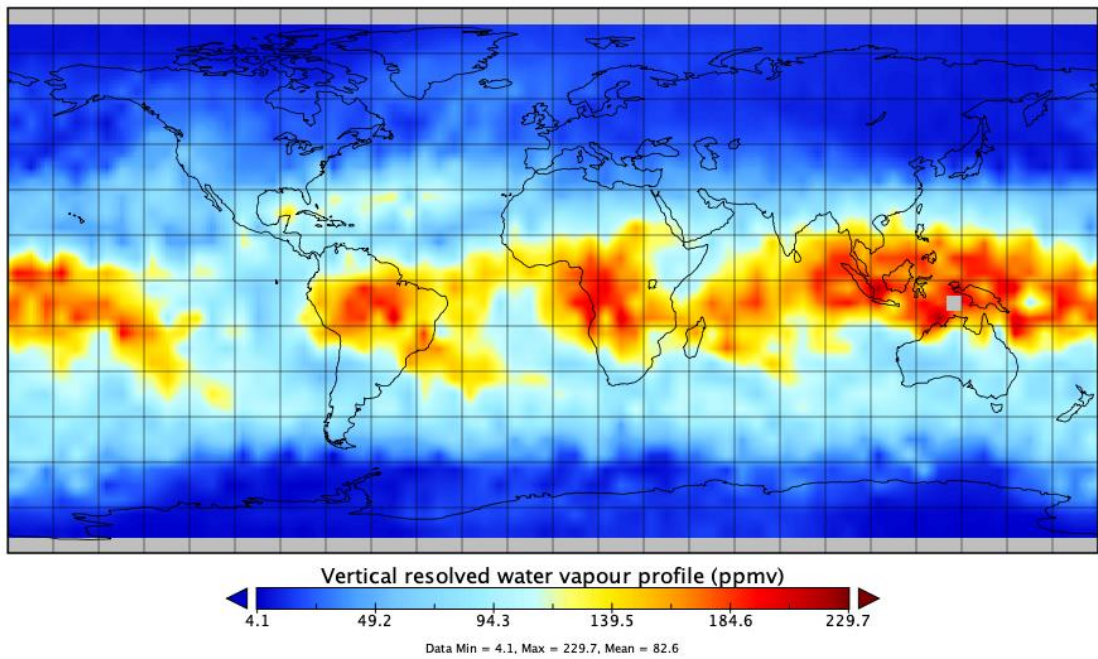 Vertical resolved water vapour profile (ppmv)
4.1 49.2 94.3 139.5 184.6 229.7
Data Min = 4.1, Max = 229.7, Mean = 82.6